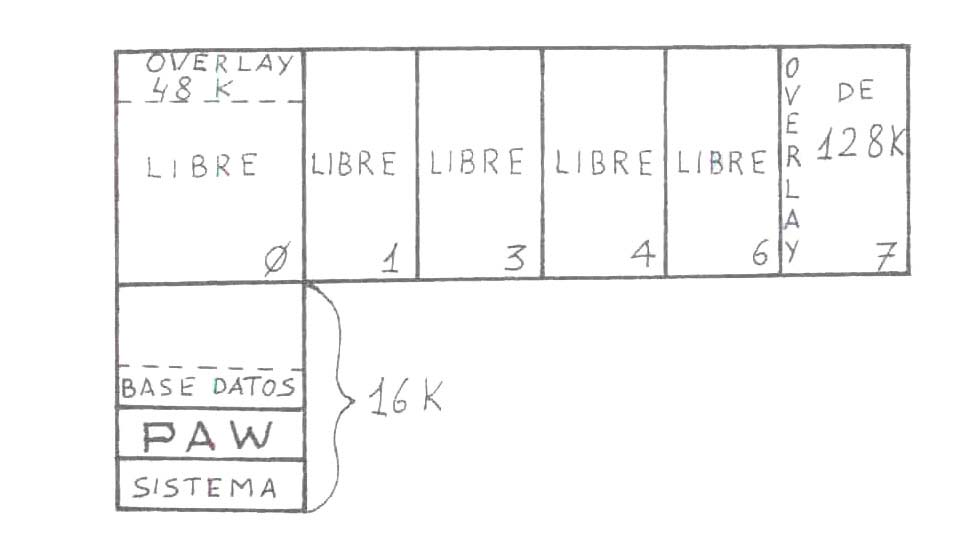 OVERLAY
48 K
LIBRE
Ø
LIBRE
1
LIBRE
3
LIBRE
4
LIBRE
6
OVERLAY
DE
128K
7
BASE DATOS
PAW
SISTEMA
16 K